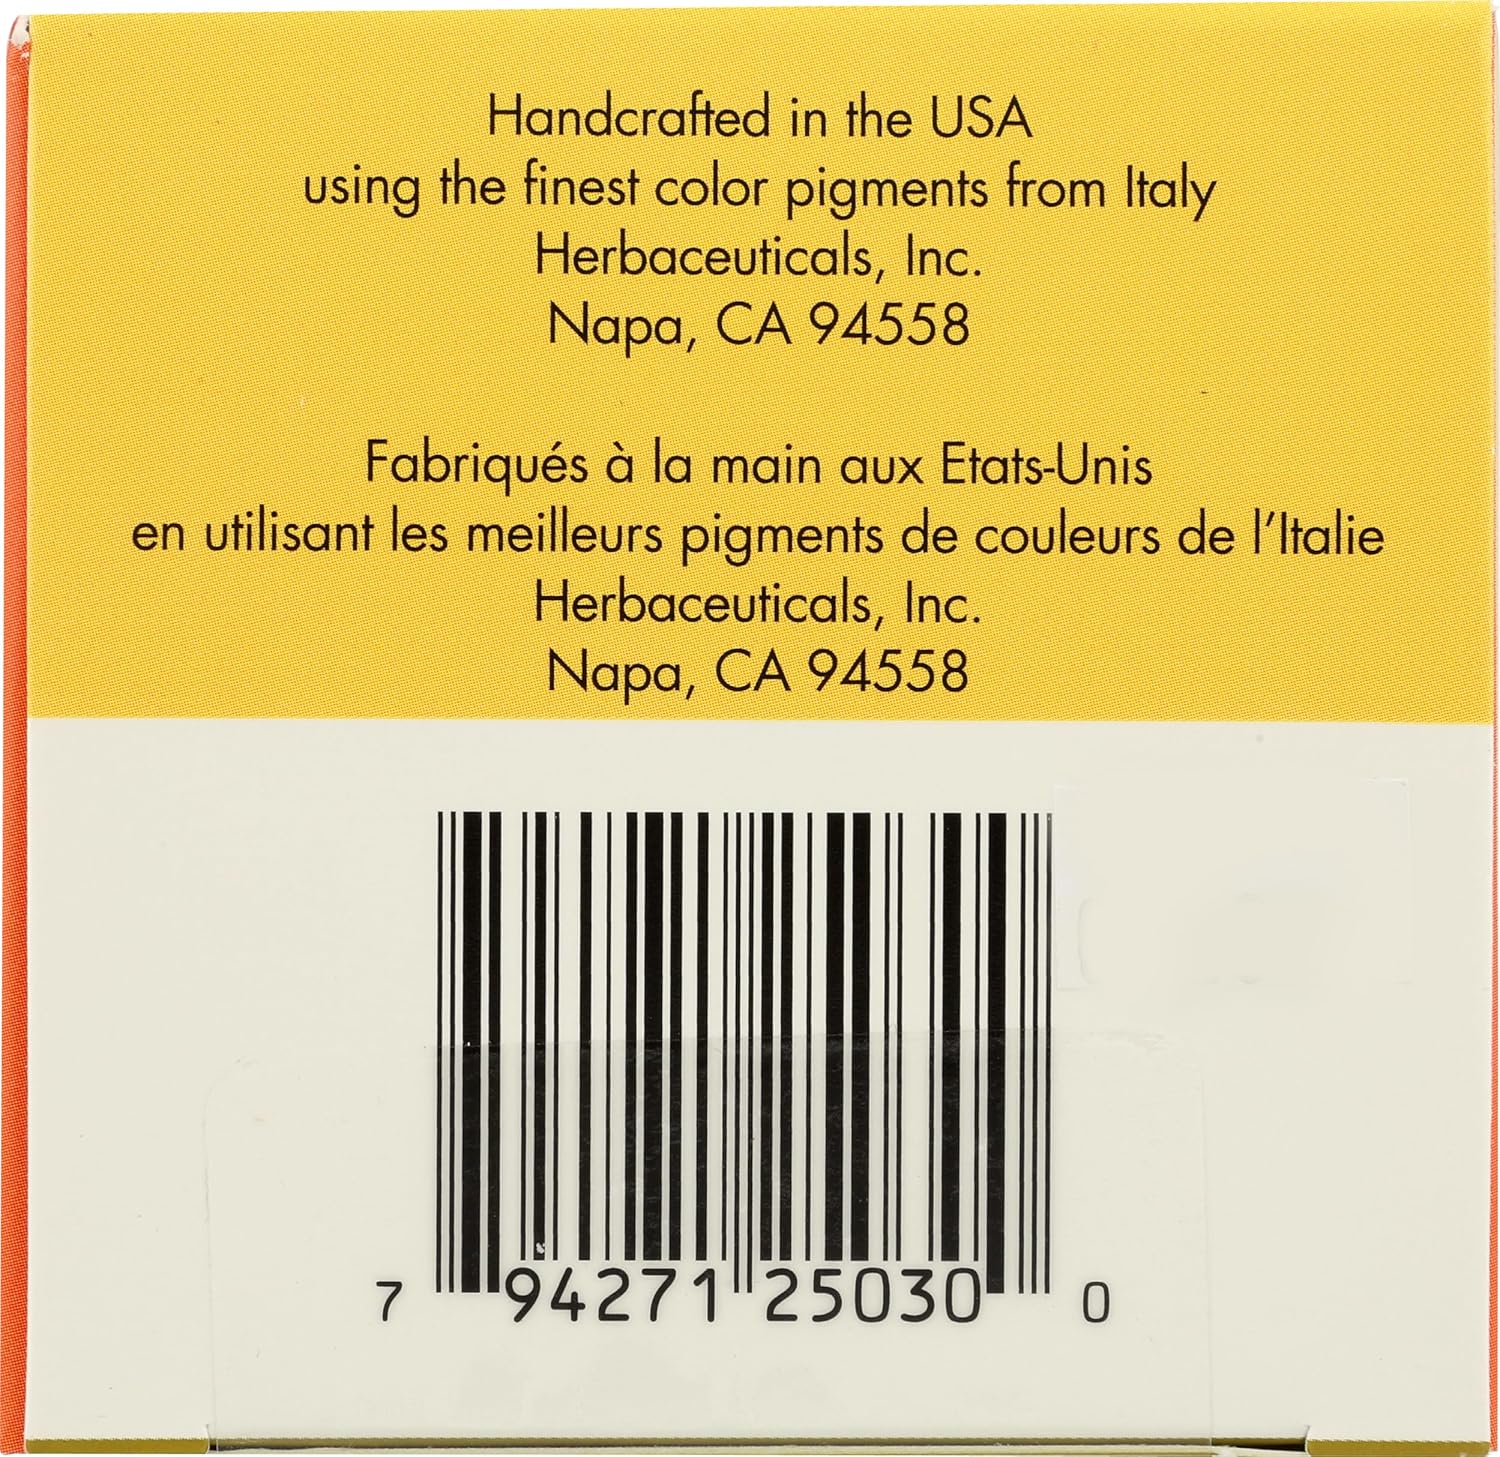 Handcrafted in the USA
using the finest color pigments from Italy
Herbaceuticals, Inc.
Napa, CA 94558
Fabriqués à la main aux Etats-Unis
en utilisant les meilleurs pigments de couleurs de l'Italie
Herbaceuticals, Inc.
Napa, CA 94558
7 94271 25030 0